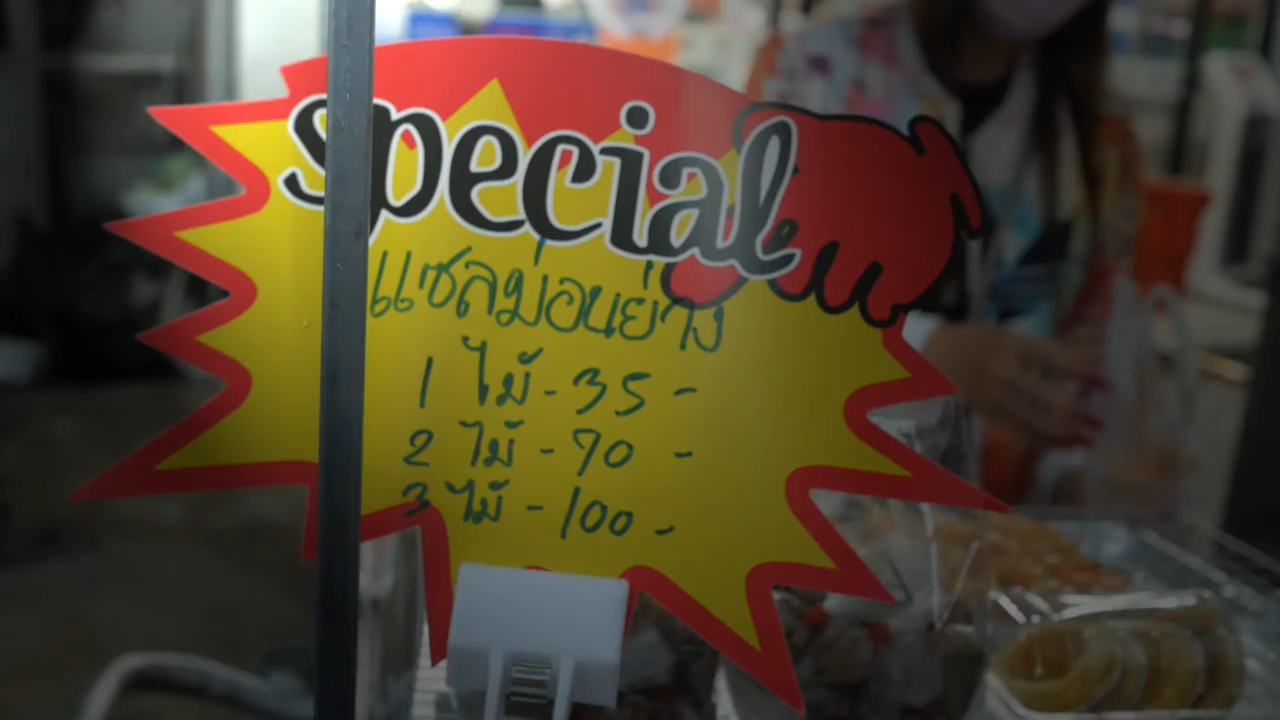 special
แซลม่อนย่าง
1 ไม้ - 35 -
2 ไม้ - 70 -
3 ไม้ - 100 -